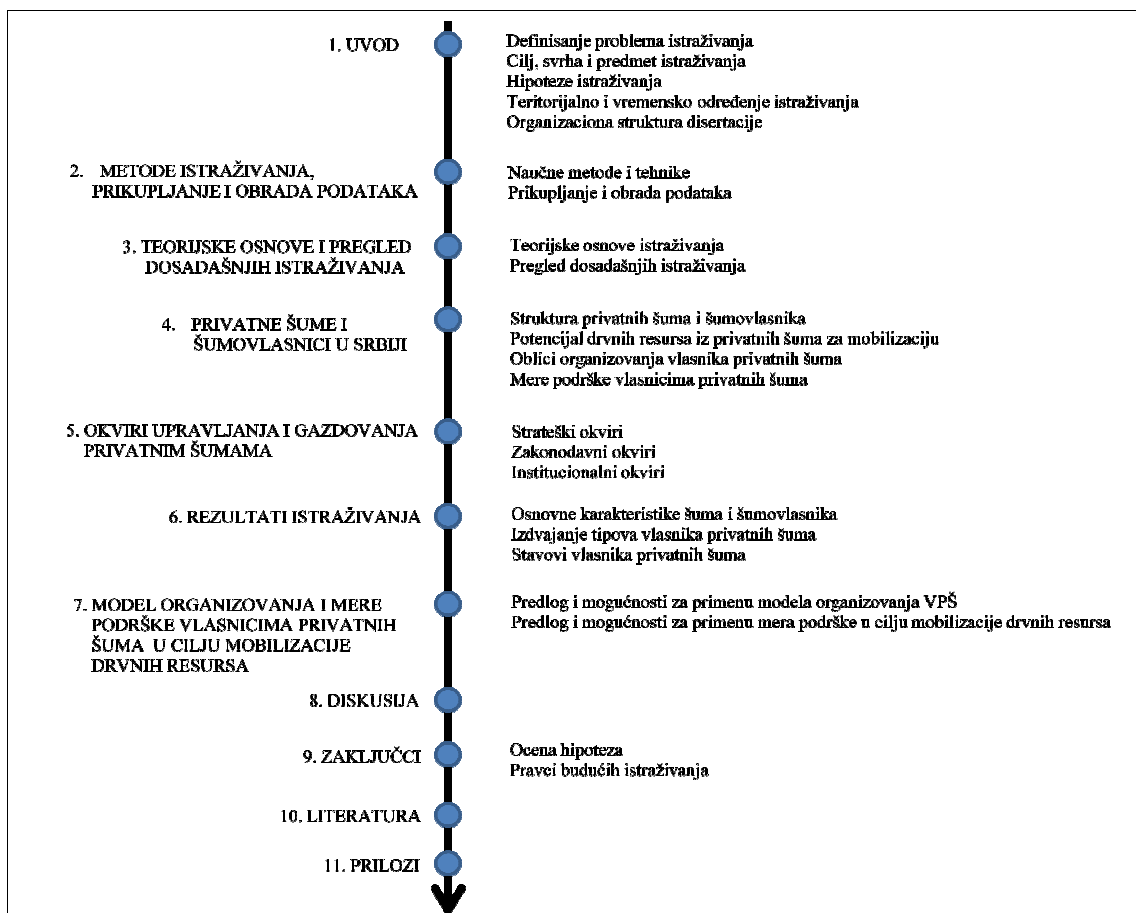 1. UVOD
Definisanje problema istraživanja
Cilj, svrha i predmet istraživanja
Hipoteze istraživanja
Teritorijalno i vremensko određenje istraživanja
Organizaciona struktura disertacije
2. METODE ISTRAŽIVANJA,
PRIKUPLJANJE I OBRADA PODATAKA
Naučne metode i tehnike
Prikupljanje i obrada podataka
3. TEORIJSKE OSNOVE I PREGLED
DOSADAŠNJIH ISTRAŽIVANJA
Teorijske osnove istraživanja
Pregled dosadašnjih istraživanja
4. PRIVATNE ŠUME I
ŠUMOVLASNICI U SRBIJI
Struktura privatnih šuma i šumovlasnika
Potencijal drvnih resursa iz privatnih šuma za mobilizaciju
Oblici organizovanja vlasnika privatnih šuma
Mere podrške vlasnicima privatnih šuma
5. OKVIRI UPRAVLJANJA I GAZDOVANJA
PRIVATNIM ŠUMAMA
Strateški okviri
Zakonodavni okviri
Institucionalni okviri
6. REZULTATI ISTRAŽIVANJA
Osnovne karakteristike šuma i šumovlasnika
Izdvajanje tipova vlasnika privatnih šuma
Stavovi vlasnika privatnih šuma
7. MODEL ORGANIZOVANJA I MERE
PODRŠKE VLASNICIMA PRIVATNIH
ŠUMA U CILJU MOBILIZACIJE
DRVNIH RESURSA
Predlog i mogućnosti za primenu modela organizovanja VPŠ
Predlog i mogućnosti za primenu mera podrške u cilju mobilizacije drvnih resursa
8. DISKUSIJA
9. ZAKLJUČCI
Ocena hipoteza
Pravci budućih istraživanja
10. LITERATURA
11. PRILOZI